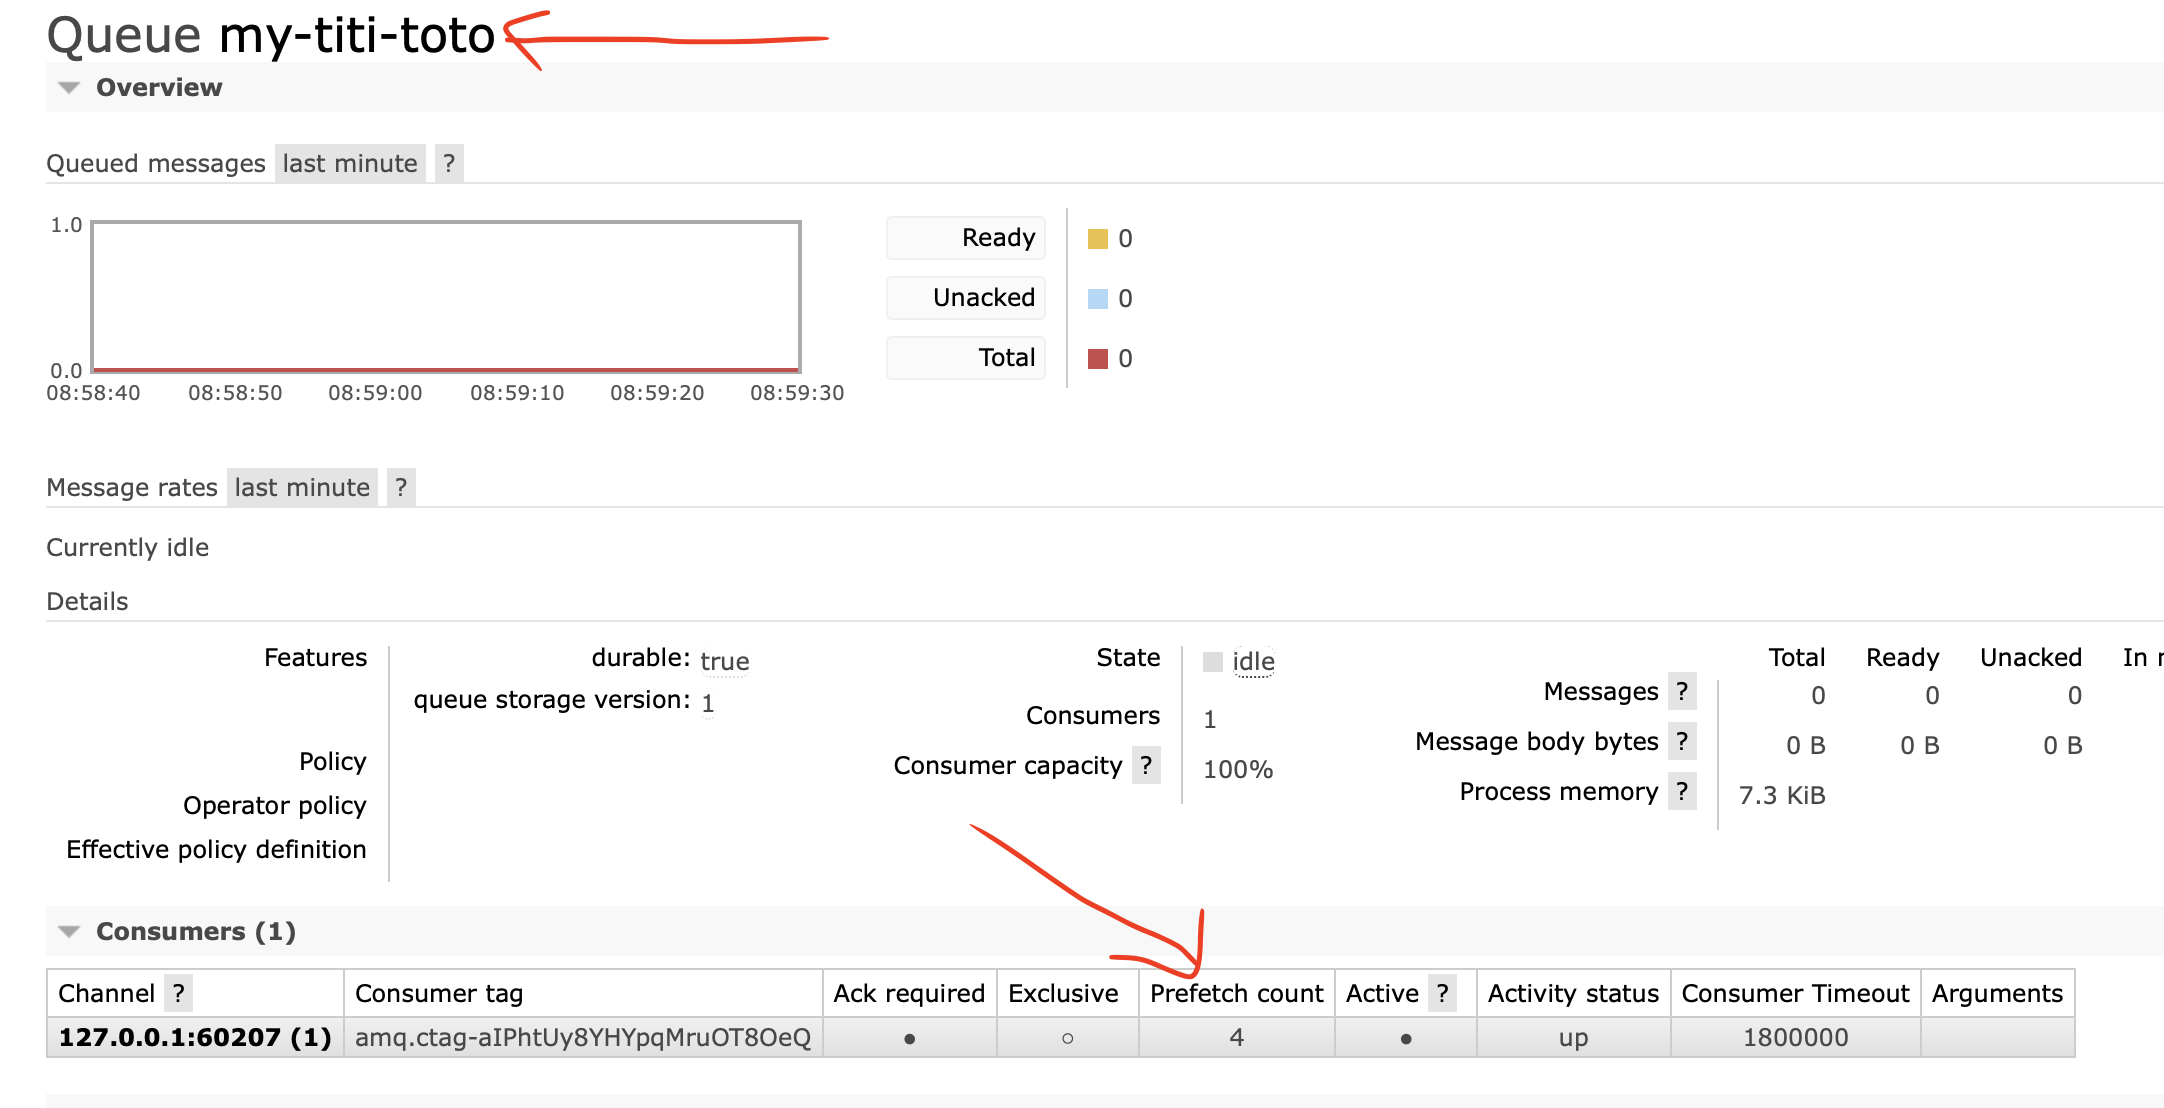 Queue my-titi-toto
Overview
Queued messages last minute ?
1.0
0.0
08:58:40 08:58:50 08:59:00 08:59:10 08:59:20 08:59:30
Ready 0
Unacked 0
Total 0
Message rates last minute ?
Currently idle
Details
Features durable: true
queue storage version: 1
Policy
Operator policy
Effective policy definition
State idle
Consumers 1
Consumer capacity ? 100%
Total Ready Unacked In
Messages ? 0 0 0
Message body bytes ? 0 B 0 B 0 B
Process memory ? 7.3 KiB
Consumers (1)
Channel ? Consumer tag Ack required Exclusive Prefetch count Active ? Activity status Consumer Timeout Arguments
127.0.0.1:60207 (1) amq.ctag-aIPhtUy8YHYpqMruOT8OeQ ● ○ 4 ● up 1800000